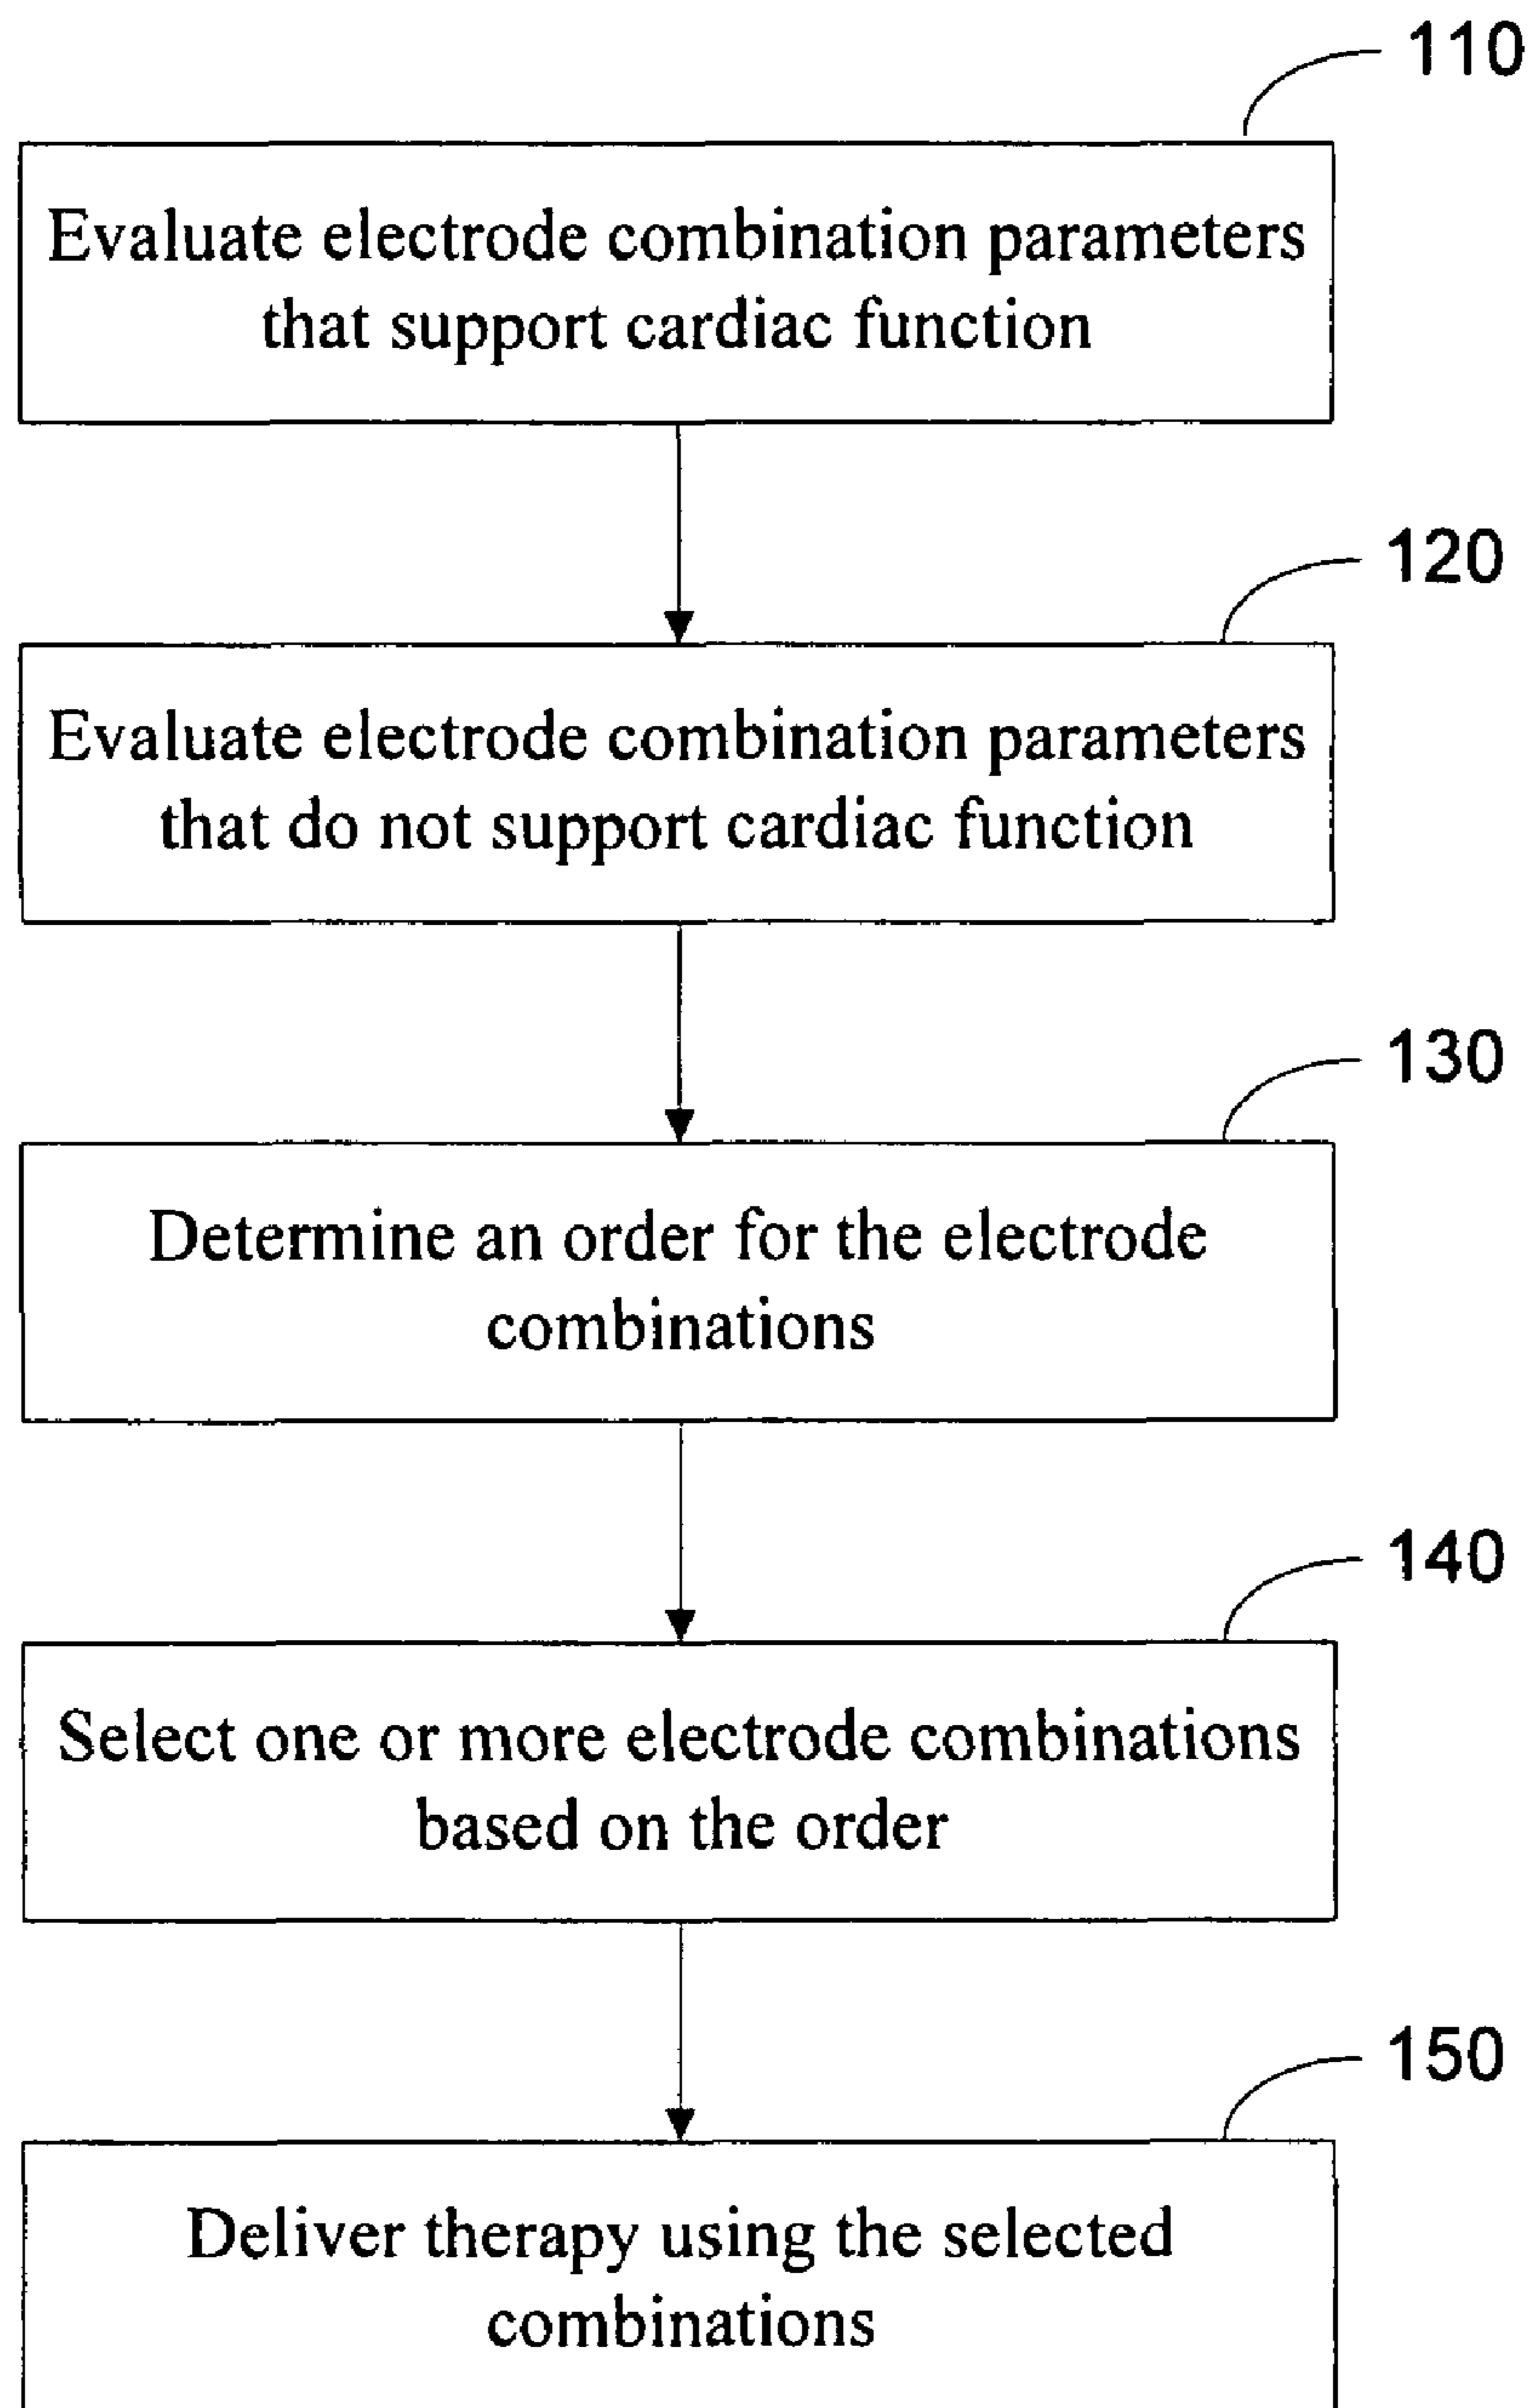 110
Evaluate electrode combination parameters
that support cardiac function
120
Evaluate electrode combination parameters
that do not support cardiac function
130
Determine an order for the electrode
combinations
140
Select one or more electrode combinations
based on the order
150
Deliver therapy using the selected
combinations